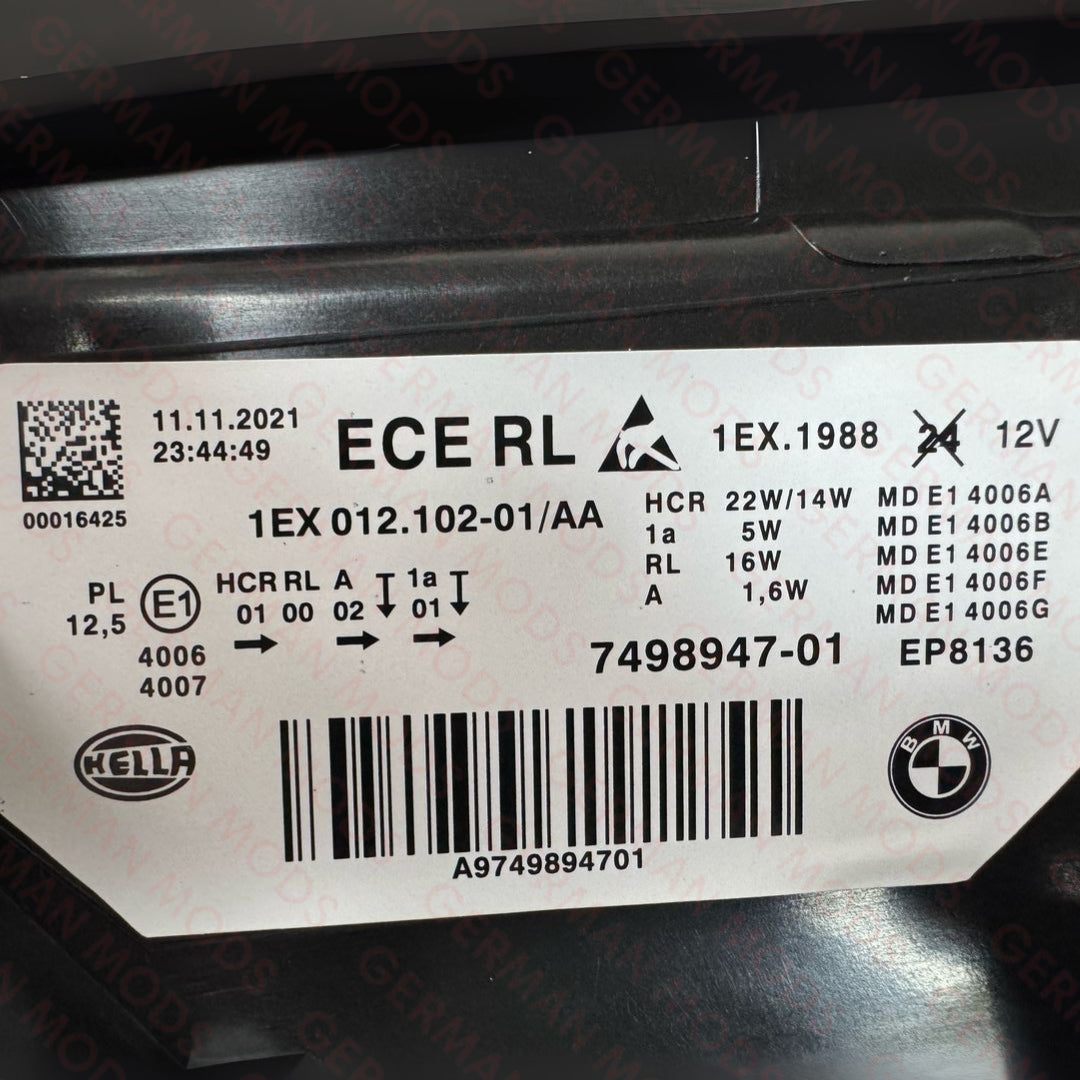 11.11.2021
23:44:49
00016425
ECE RL
1EX.1988 24 12V
1EX 012.102-01/AA
HCR 22W/14W
1a 5W
RL 16W
A 1,6W
MD E1 4006A
MD E1 4006B
MD E1 4006E
MD E1 4006F
MD E1 4006G
PL
12,5
E1
HCR RL A 1a
01 00 02 01
4006
4007
7498947-01 EP8136
HELLA
BMW
A9749894701
GERMAN MODS